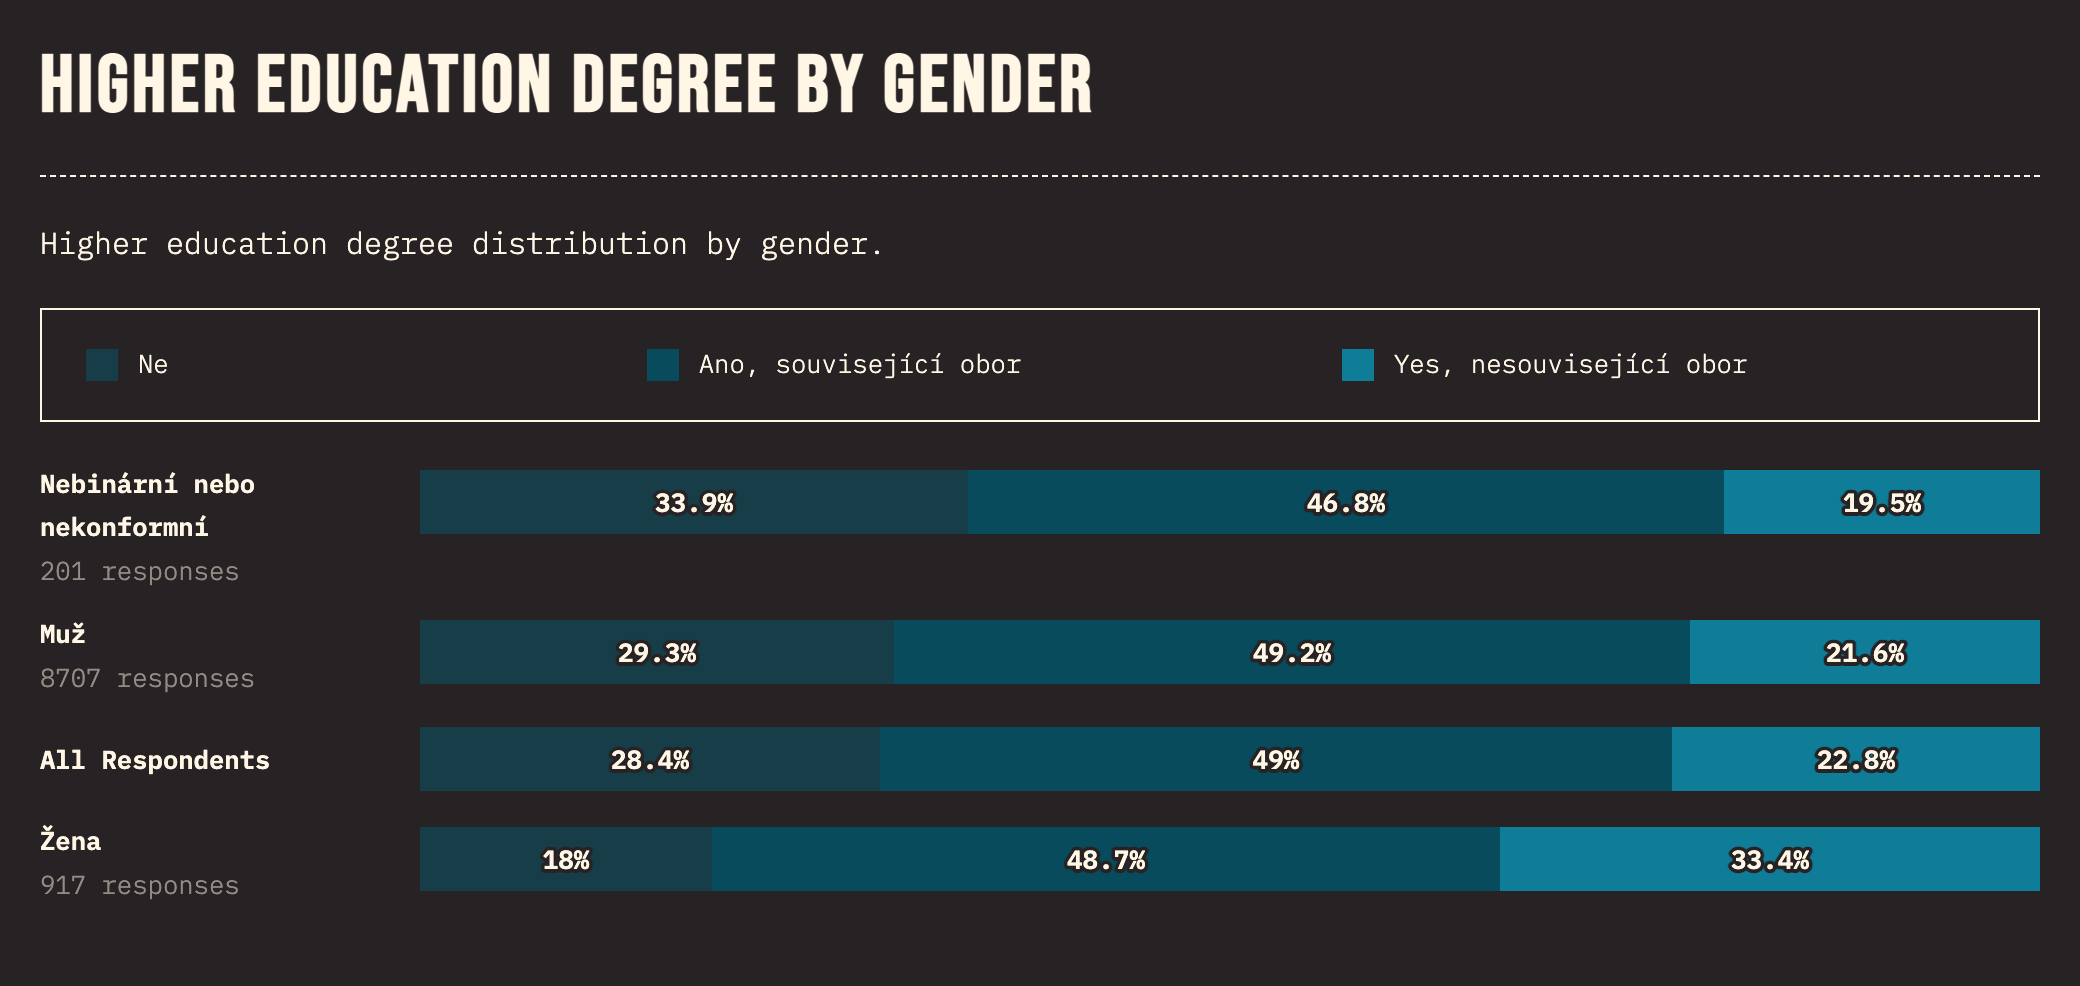 HIGHER EDUCATION DEGREE BY GENDER
Higher education degree distribution by gender.
Ne
Ano, související obor
Yes, nesouvisející obor
Nebinární nebo
nekonformní
201 responses
33.9%
46.8%
19.5%
Muž
8707 responses
29.3%
49.2%
21.6%
All Respondents
28.4%
49%
22.8%
Žena
917 responses
18%
48.7%
33.4%